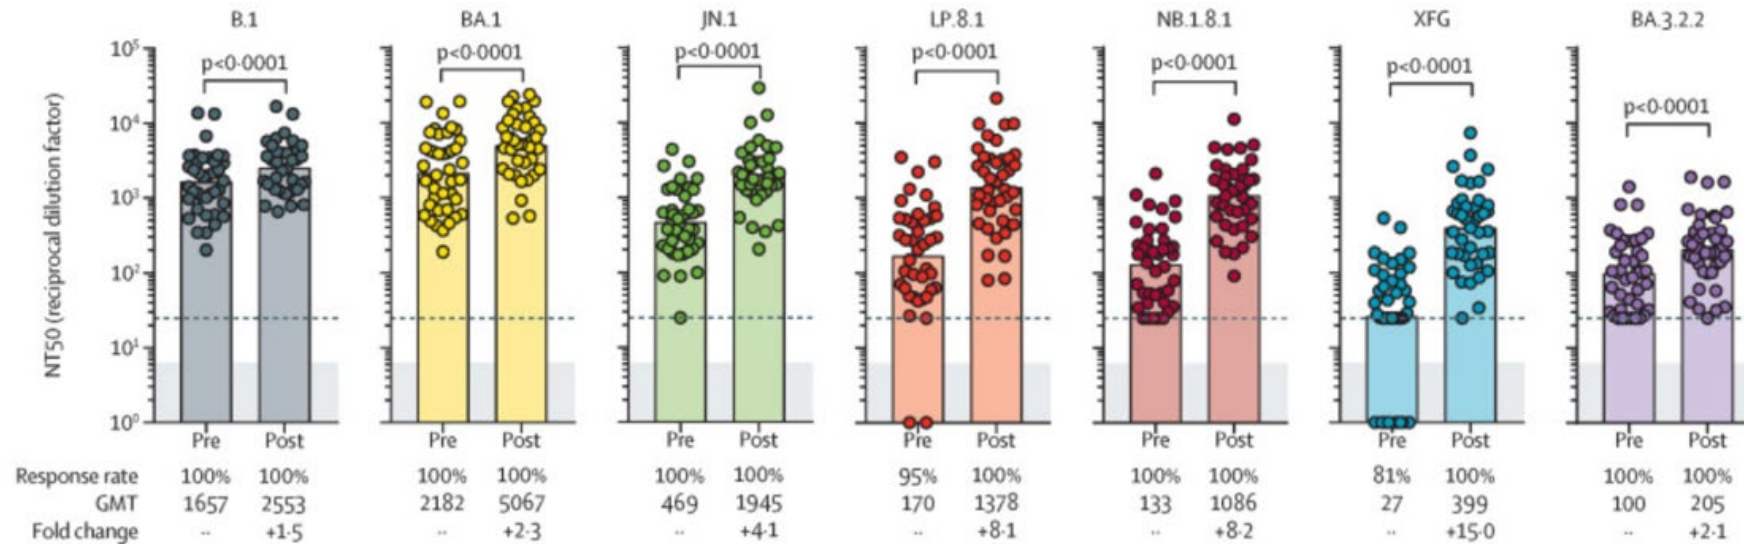 B.1 BA.1 JN.1 LP.8.1 NB.1.8.1 XFG BA.3.2.2
p<0·0001 p<0·0001 p<0·0001 p<0·0001 p<0·0001 p<0·0001 p<0·0001
NT50 (reciprocal dilution factor)
10⁵
10⁴
10³
10²
10¹
10⁰
Pre Post Pre Post Pre Post Pre Post Pre Post Pre Post Pre Post
Response rate 100% 100% 100% 100% 100% 100% 95% 100% 100% 100% 81% 100% 100% 100%
GMT 1657 2553 2182 5067 469 1945 170 1378 133 1086 27 399 100 205
Fold change ·· +1·5 ·· +2·3 ·· +4·1 ·· +8·1 ·· +8·2 ·· +15·0 ·· +2·1